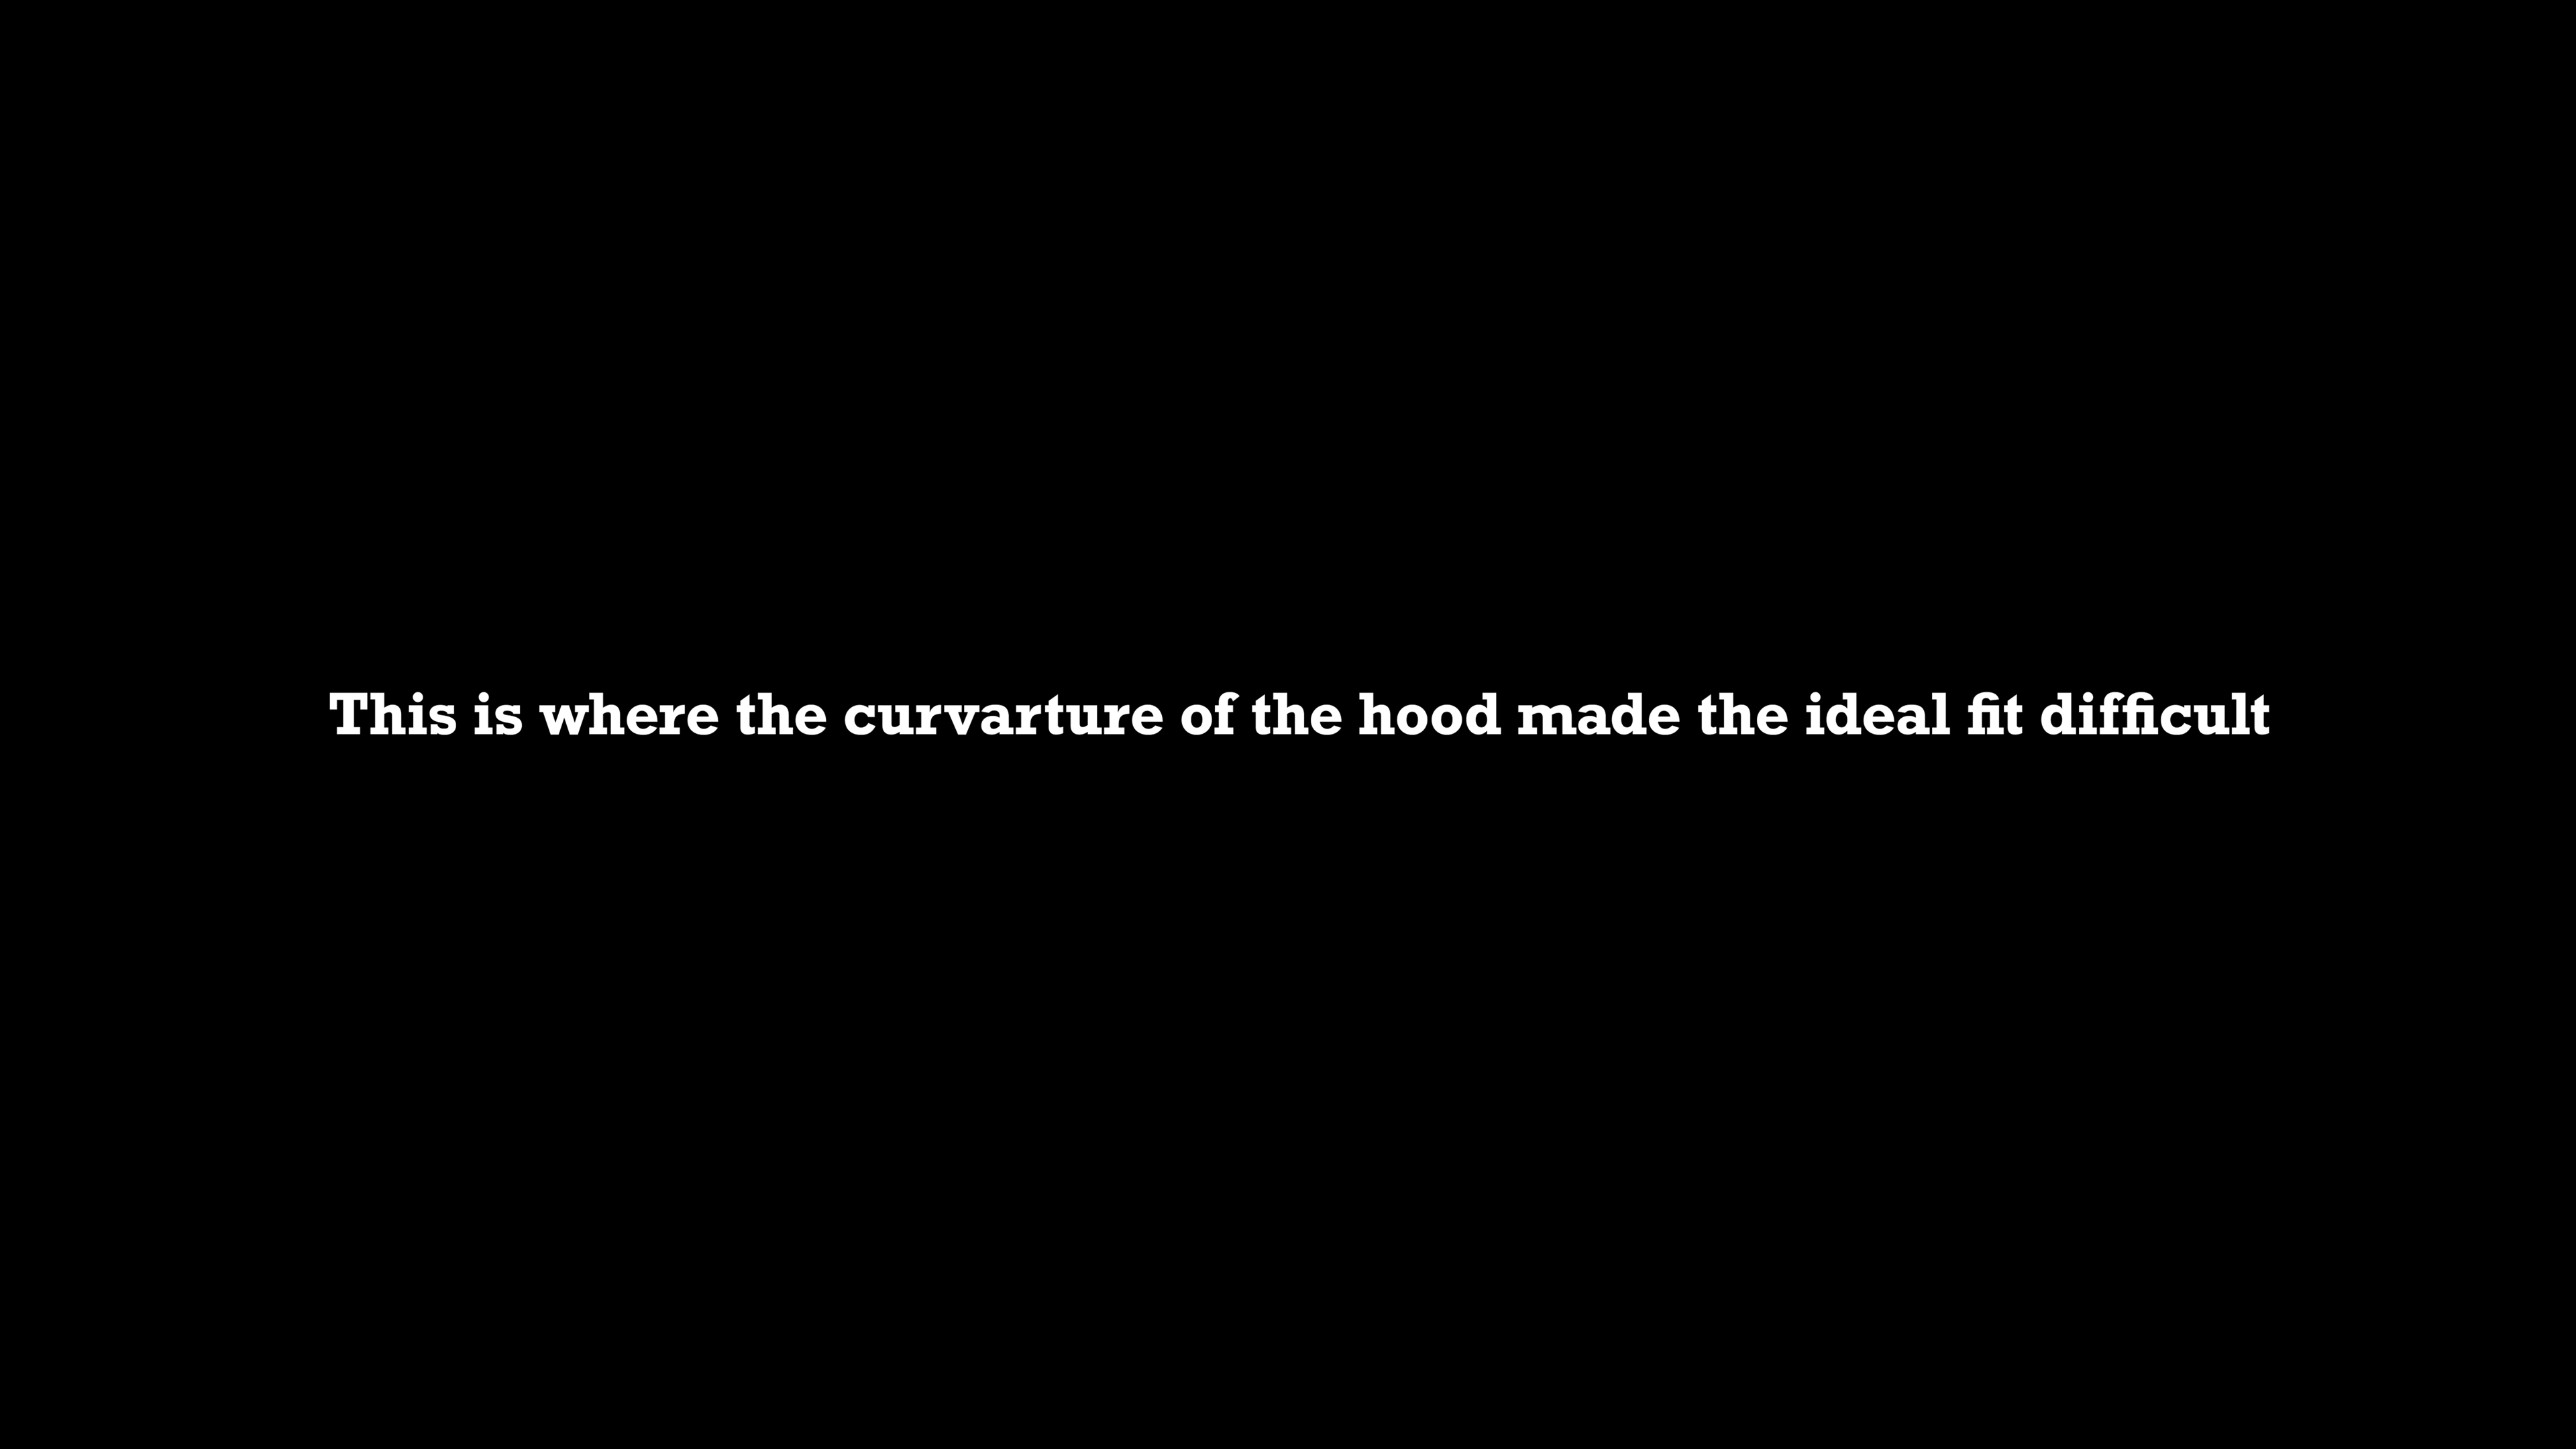 This is where the curvarture of the hood made the ideal fit difficult